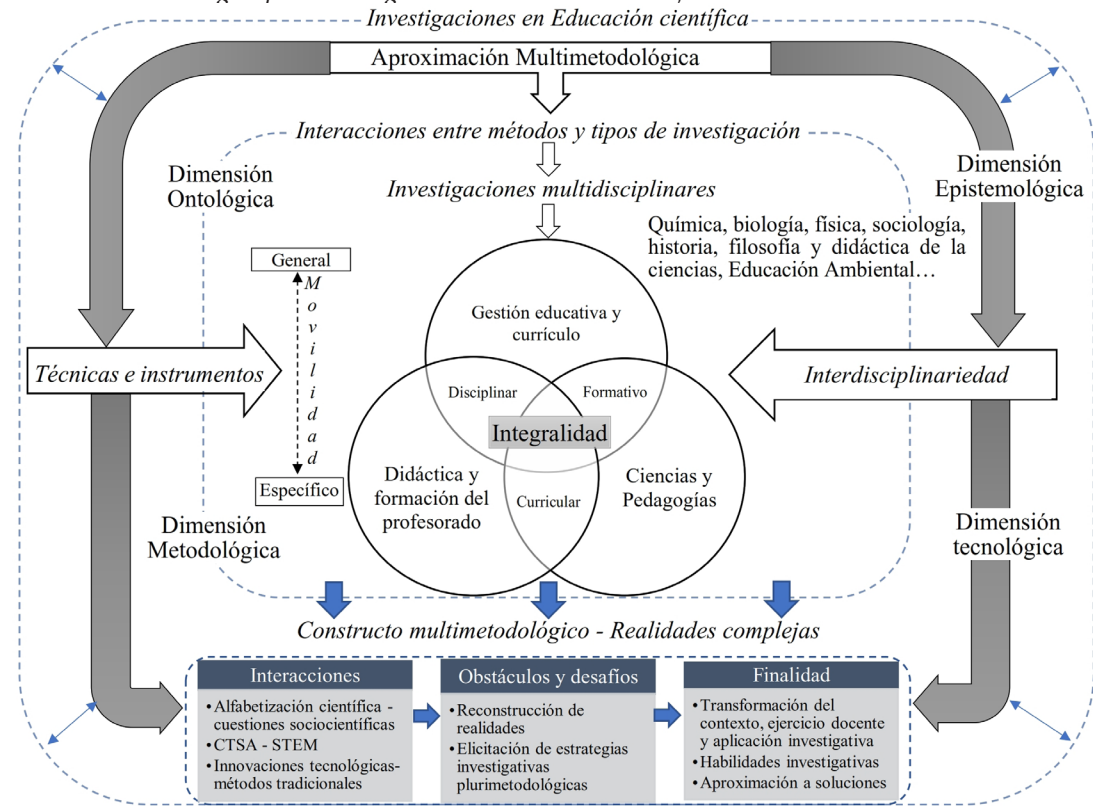 Investigaciones en Educación científica
Aproximación Multimetodológica
Interacciones entre métodos y tipos de investigación
Dimensión
Ontológica
Dimensión
Epistemológica
Investigaciones multidisciplinares
Química, biología, física, sociología,
historia, filosofía y didáctica de la
ciencias, Educación Ambiental…
General
Movilidad
Específico
Gestión educativa y
currículo
Técnicas e instrumentos
Interdisciplinariedad
Disciplinar
Formativo
Integralidad
Didáctica y
formación del
profesorado
Ciencias y
Pedagogías
Curricular
Dimensión
Metodológica
Dimensión
tecnológica
Constructo multimetodológico - Realidades complejas
Interacciones
•Alfabetización científica -
cuestiones sociocientíficas
•CTSA - STEM
•Innovaciones tecnológicas-
métodos tradicionales
Obstáculos y desafíos
•Reconstrucción de
realidades
•Elicitación de estrategias
investigativas
plurimetodológicas
Finalidad
•Transformación del
contexto, ejercicio docente
y aplicación investigativa
•Habilidades investigativas
•Aproximación a soluciones